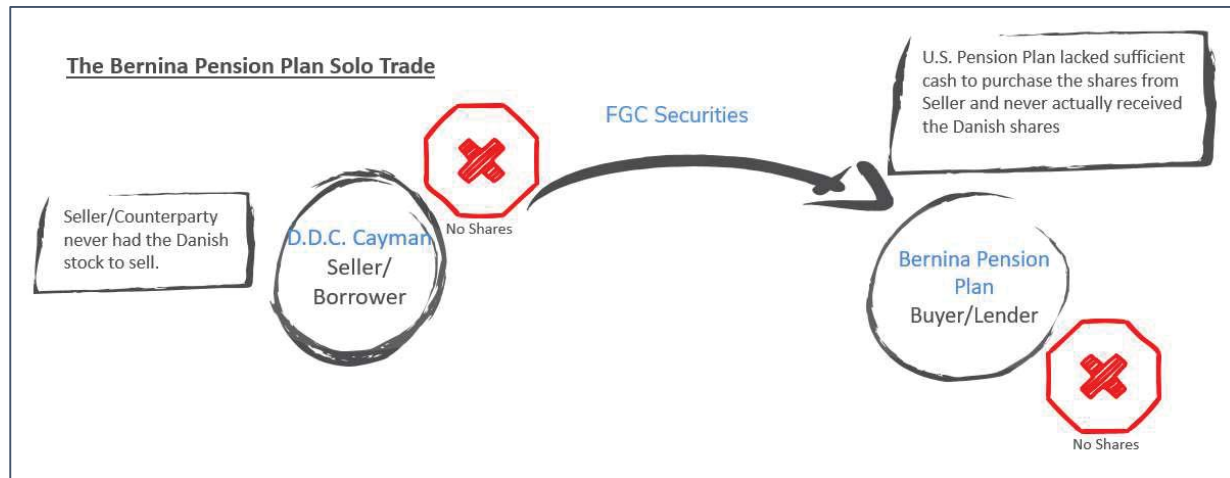 The Bernina Pension Plan Solo Trade
U.S. Pension Plan lacked sufficient
cash to purchase the shares from
Seller and never actually received
the Danish shares
FGC Securities
Seller/Counterparty
never had the Danish
stock to sell.
No Shares
D.D.C. Cayman
Seller/
Borrower
Bernina Pension
Plan
Buyer/Lender
No Shares